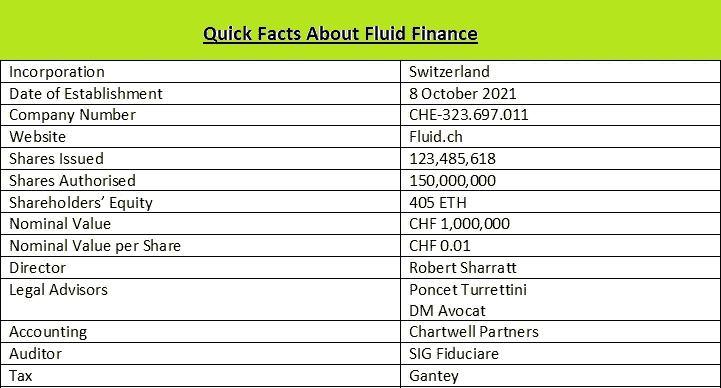 Quick Facts About Fluid Finance
Incorporation Switzerland
Date of Establishment 8 October 2021
Company Number CHE-323.697.011
Website Fluid.ch
Shares Issued 123,485,618
Shares Authorised 150,000,000
Shareholders’ Equity 405 ETH
Nominal Value CHF 1,000,000
Nominal Value per Share CHF 0.01
Director Robert Sharratt
Legal Advisors Poncet Turrettini
DM Avocat
Accounting Chartwell Partners
Auditor SIG Fiduciare
Tax Gantey